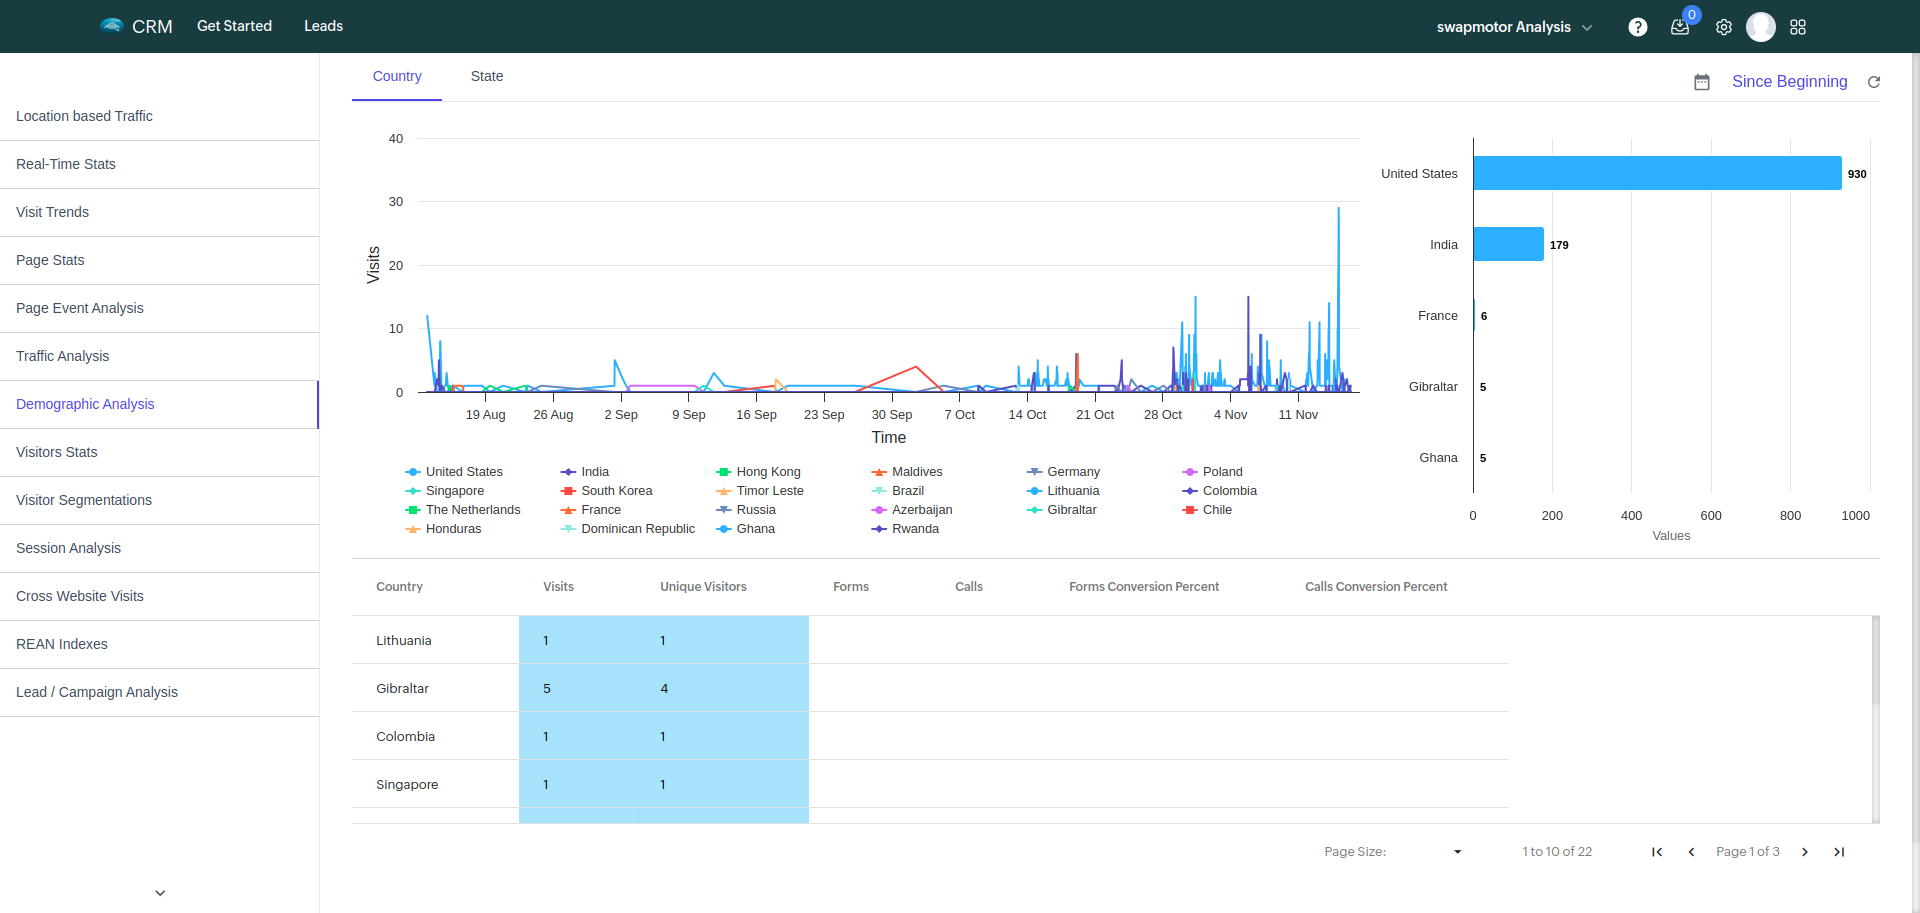 CRM Get Started Leads swapmotor Analysis ? 0
Location based Traffic
Real-Time Stats
Visit Trends
Page Stats
Page Event Analysis
Traffic Analysis
Demographic Analysis
Visitors Stats
Visitor Segmentations
Session Analysis
Cross Website Visits
REAN Indexes
Lead / Campaign Analysis
Country State Since Beginning
40
30
20
10
0
Visits
19 Aug 26 Aug 2 Sep 9 Sep 16 Sep 23 Sep 30 Sep 7 Oct 14 Oct 21 Oct 28 Oct 4 Nov 11 Nov
Time
United States India Hong Kong Maldives Germany Poland
Singapore South Korea Timor Leste Brazil Lithuania Colombia
The Netherlands France Russia Azerbaijan Gibraltar Chile
Honduras Dominican Republic Ghana Rwanda
United States 930
India 179
France 6
Gibraltar 5
Ghana 5
0 200 400 600 800 1000
Values
Country Visits Unique Visitors Forms Calls Forms Conversion Percent Calls Conversion Percent
Lithuania 1 1
Gibraltar 5 4
Colombia 1 1
Singapore 1 1
Page Size: 1 to 10 of 22 Page 1 of 3